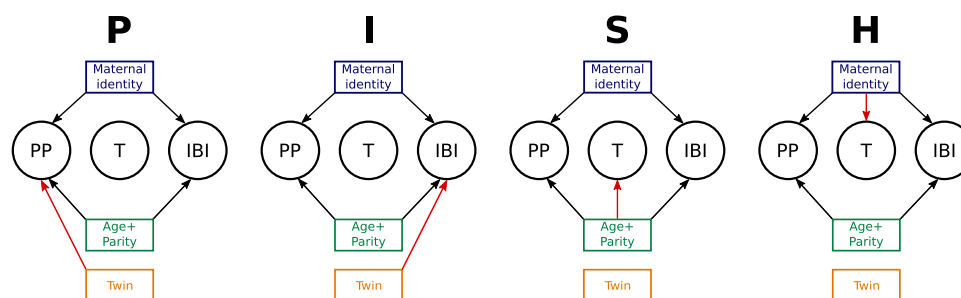 P I S H
Maternal identity Maternal identity Maternal identity Maternal identity
PP T IBI PP T IBI PP T IBI PP T IBI
Age+ Parity Age+ Parity Age+ Parity Age+ Parity
Twin Twin Twin Twin